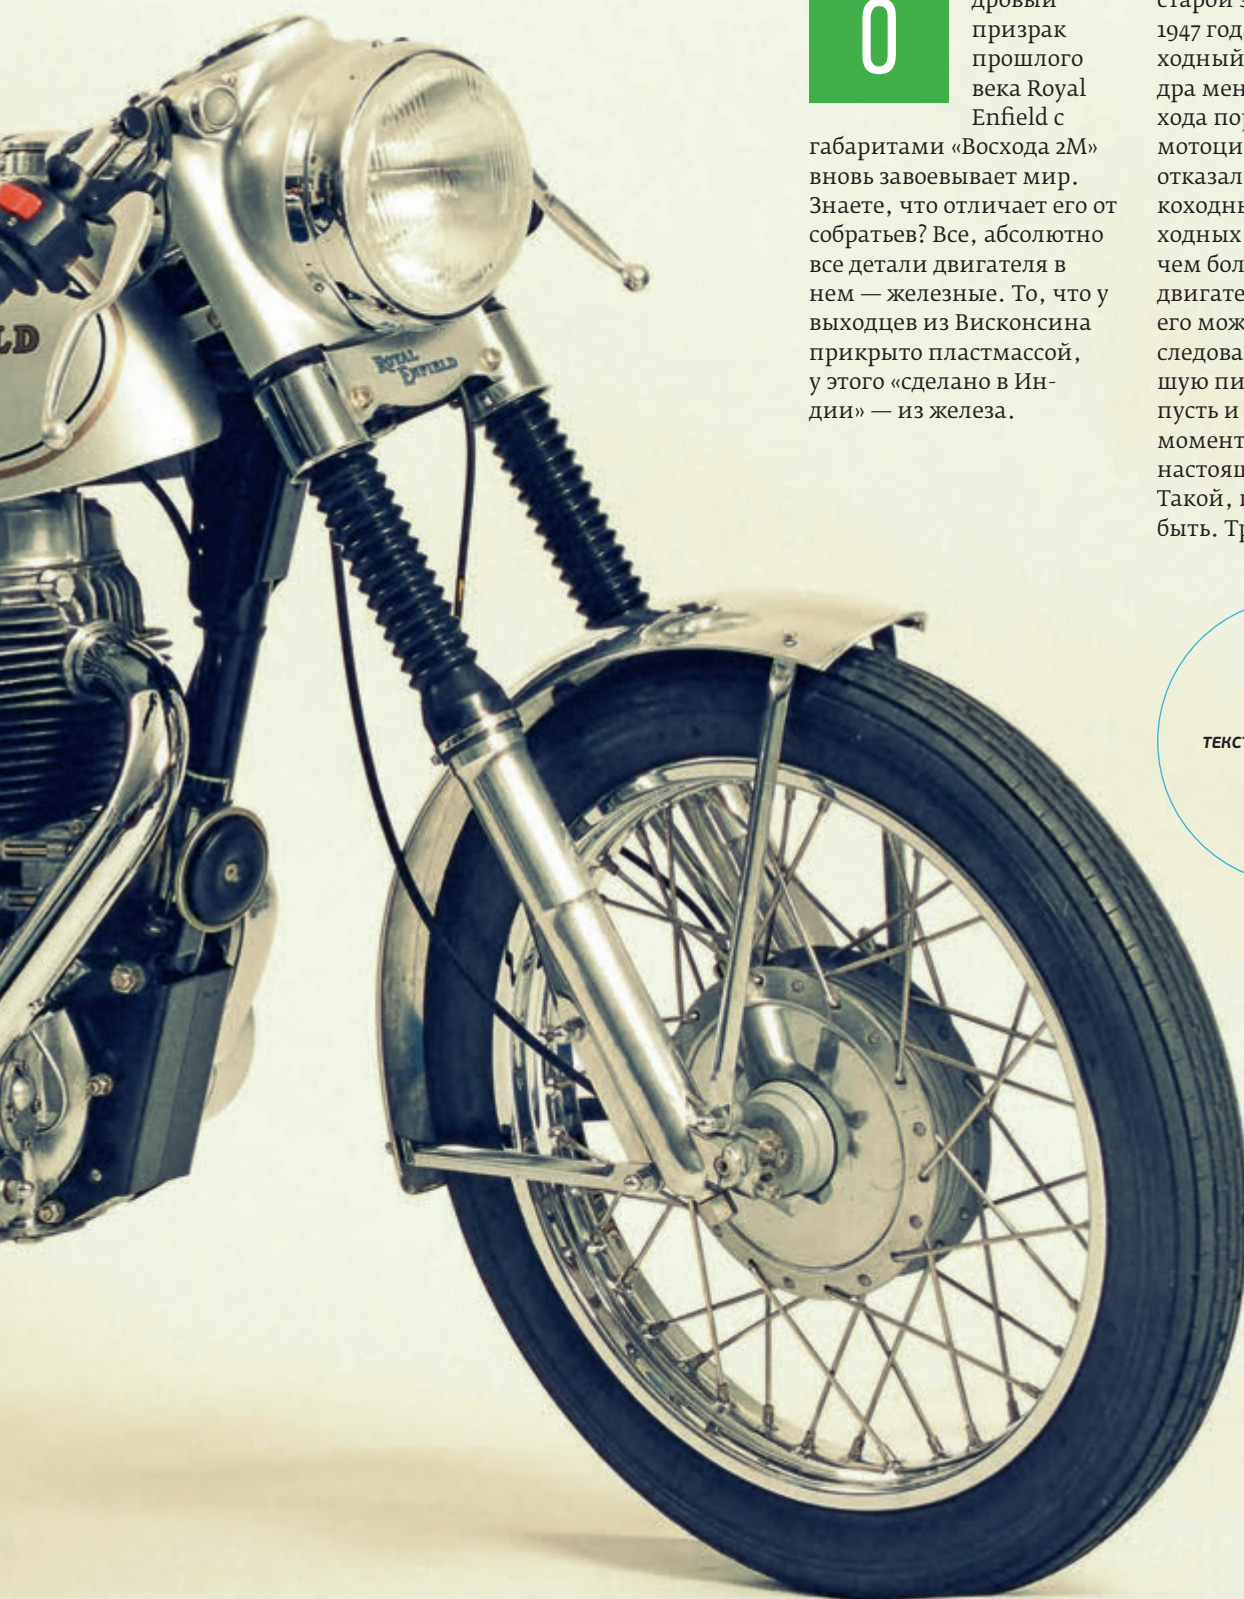 О
дровый
призрак
прошлого
века Royal
Enfield с
габаритами «Восхода 2М»
вновь завоевывает мир.
Знаете, что отличает его от
собратьев? Все, абсолютно
все детали двигателя в
нем — железные. То, что у
выходцев из Висконсина
прикрыто пластмассой,
у этого «сделано в Ин-
дии» — из железа.
старой
1947 год
ходный
дра мен
хода по
мотоци
отказал
коходн
ходных
чем бол
двигате
его мож
следова
шую пи
пусть и
момент
настоящ
Такой,
быть. Тр
ТЕКСТ
LD
ROYAL
ENFIELD